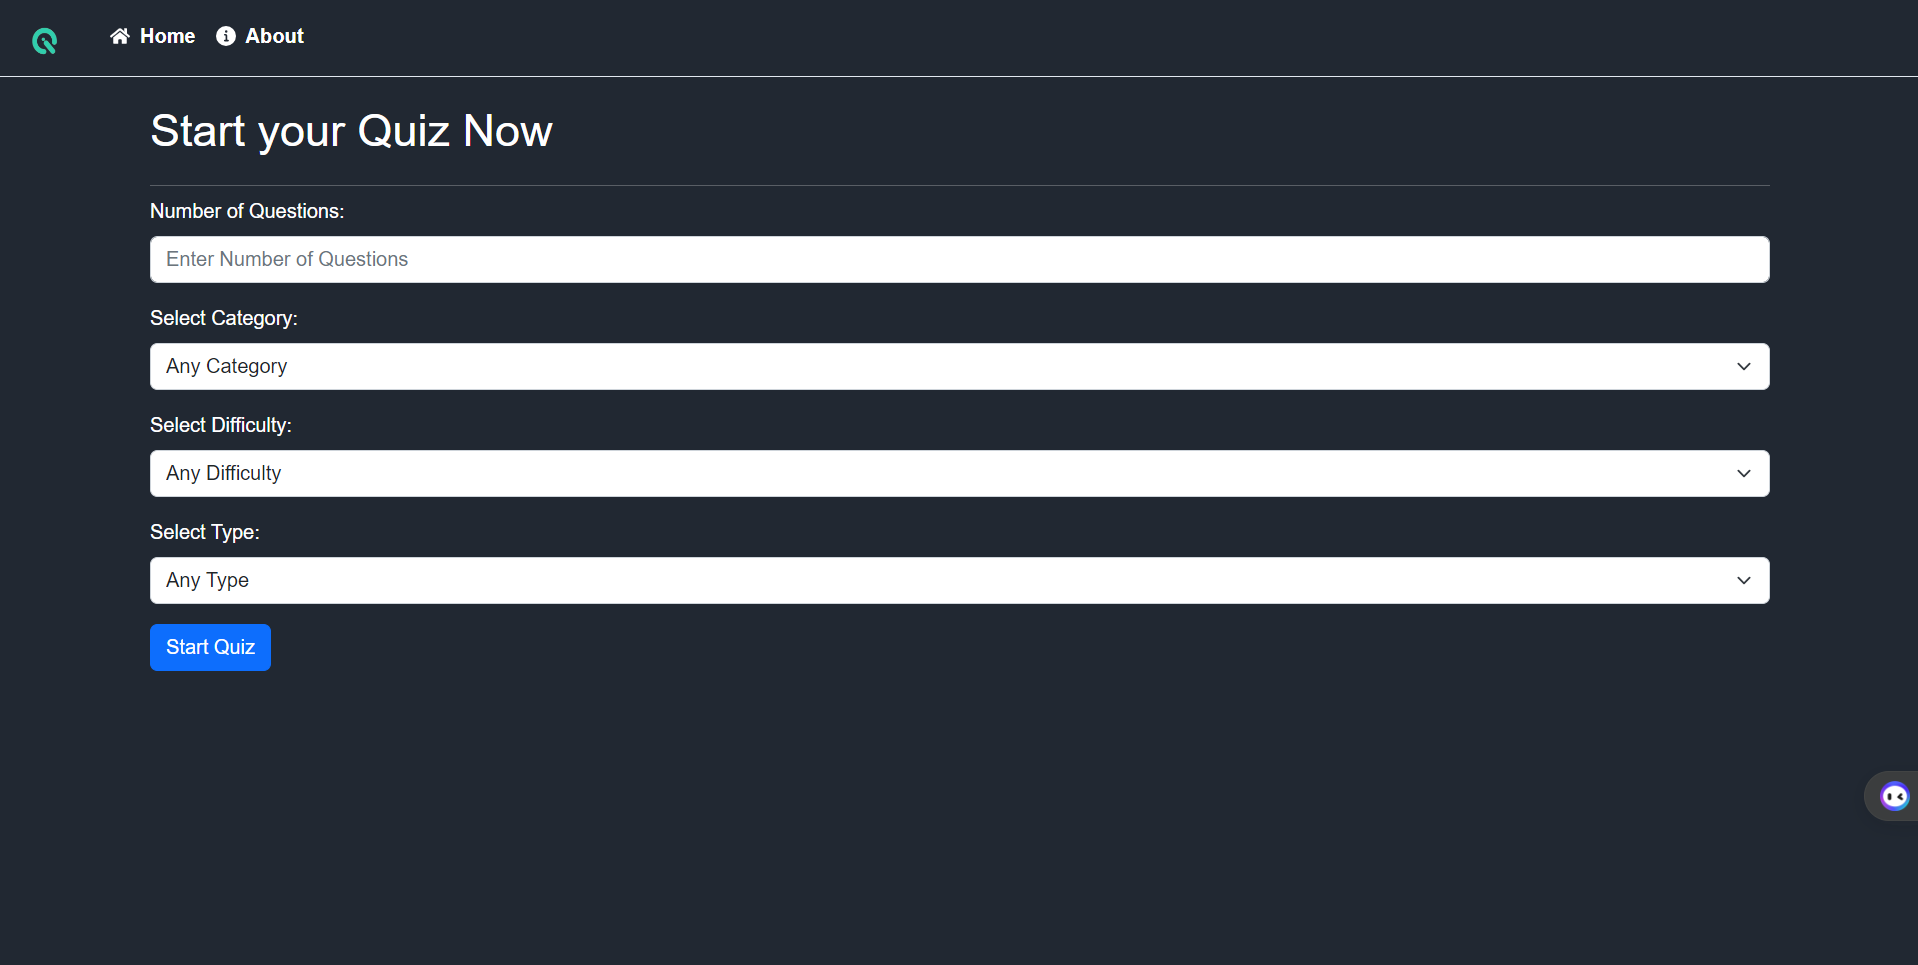 Home About
Start your Quiz Now
Number of Questions:
Enter Number of Questions
Select Category:
Any Category
Select Difficulty:
Any Difficulty
Select Type:
Any Type
Start Quiz